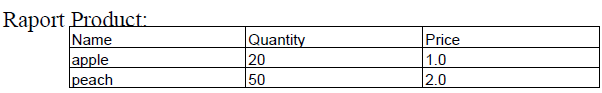 Raport Product:
Name Quantity Price
apple 20 1.0
peach 50 2.0